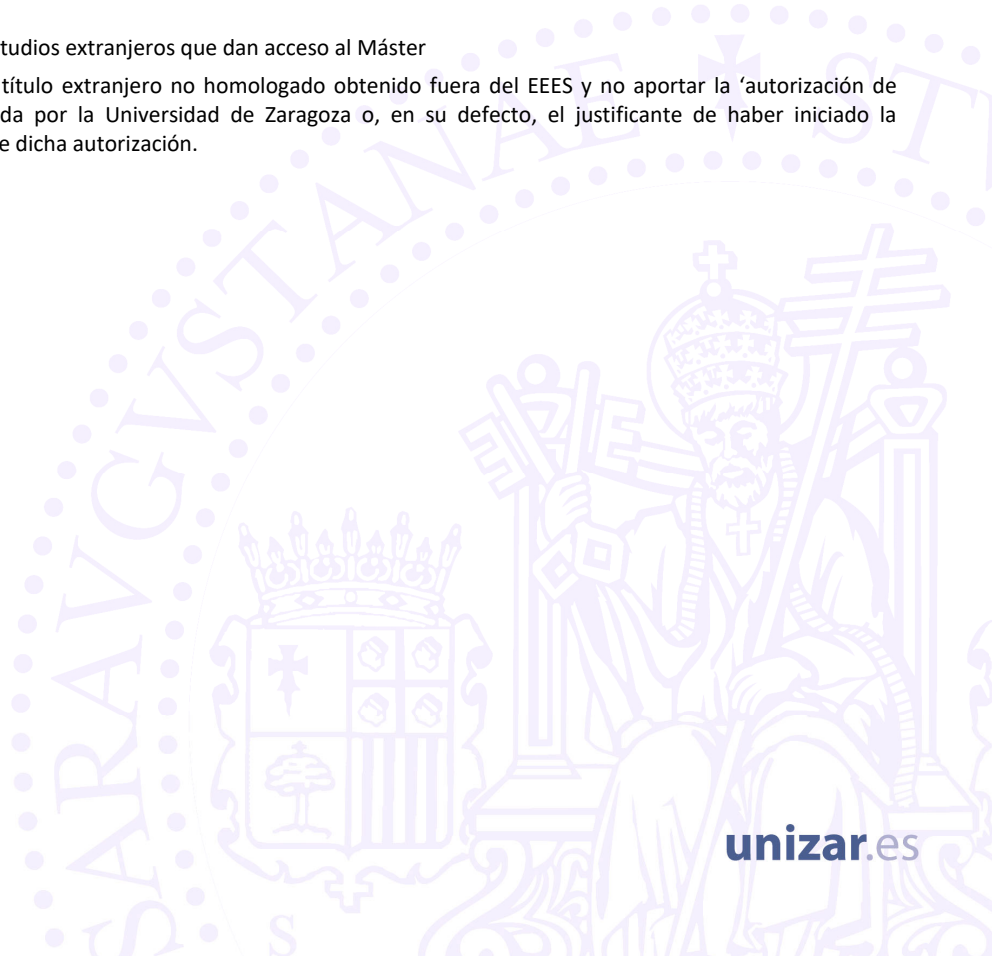 tudios extranjeros que dan acceso al Máster
título extranjero no homologado obtenido fuera del EEES y no aportar la ‘autorización de
da por la Universidad de Zaragoza o, en su defecto, el justificante de haber iniciado la
e dicha autorización.
SARAVGVSTANAE STV
S
unizar.es